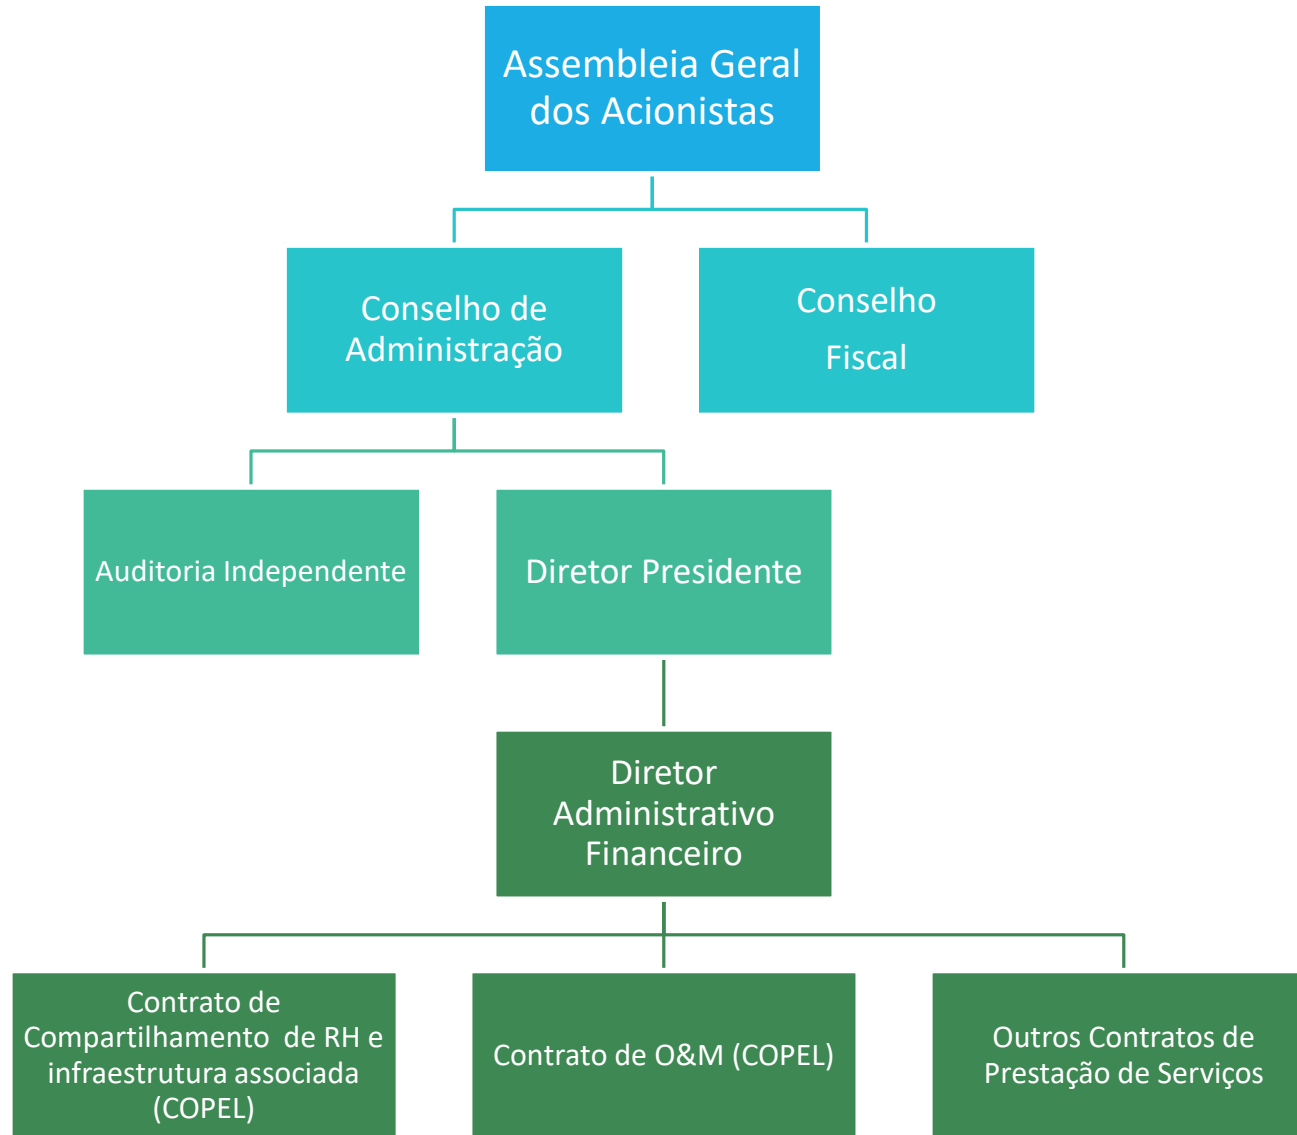 Assembleia Geral
dos Acionistas
Conselho de
Administração
Conselho
Fiscal
Auditoria Independente
Diretor Presidente
Diretor
Administrativo
Financeiro
Contrato de
Compartilhamento de RH e
infraestrutura associada
(COPEL)
Contrato de O&M (COPEL)
Outros Contratos de
Prestação de Serviços